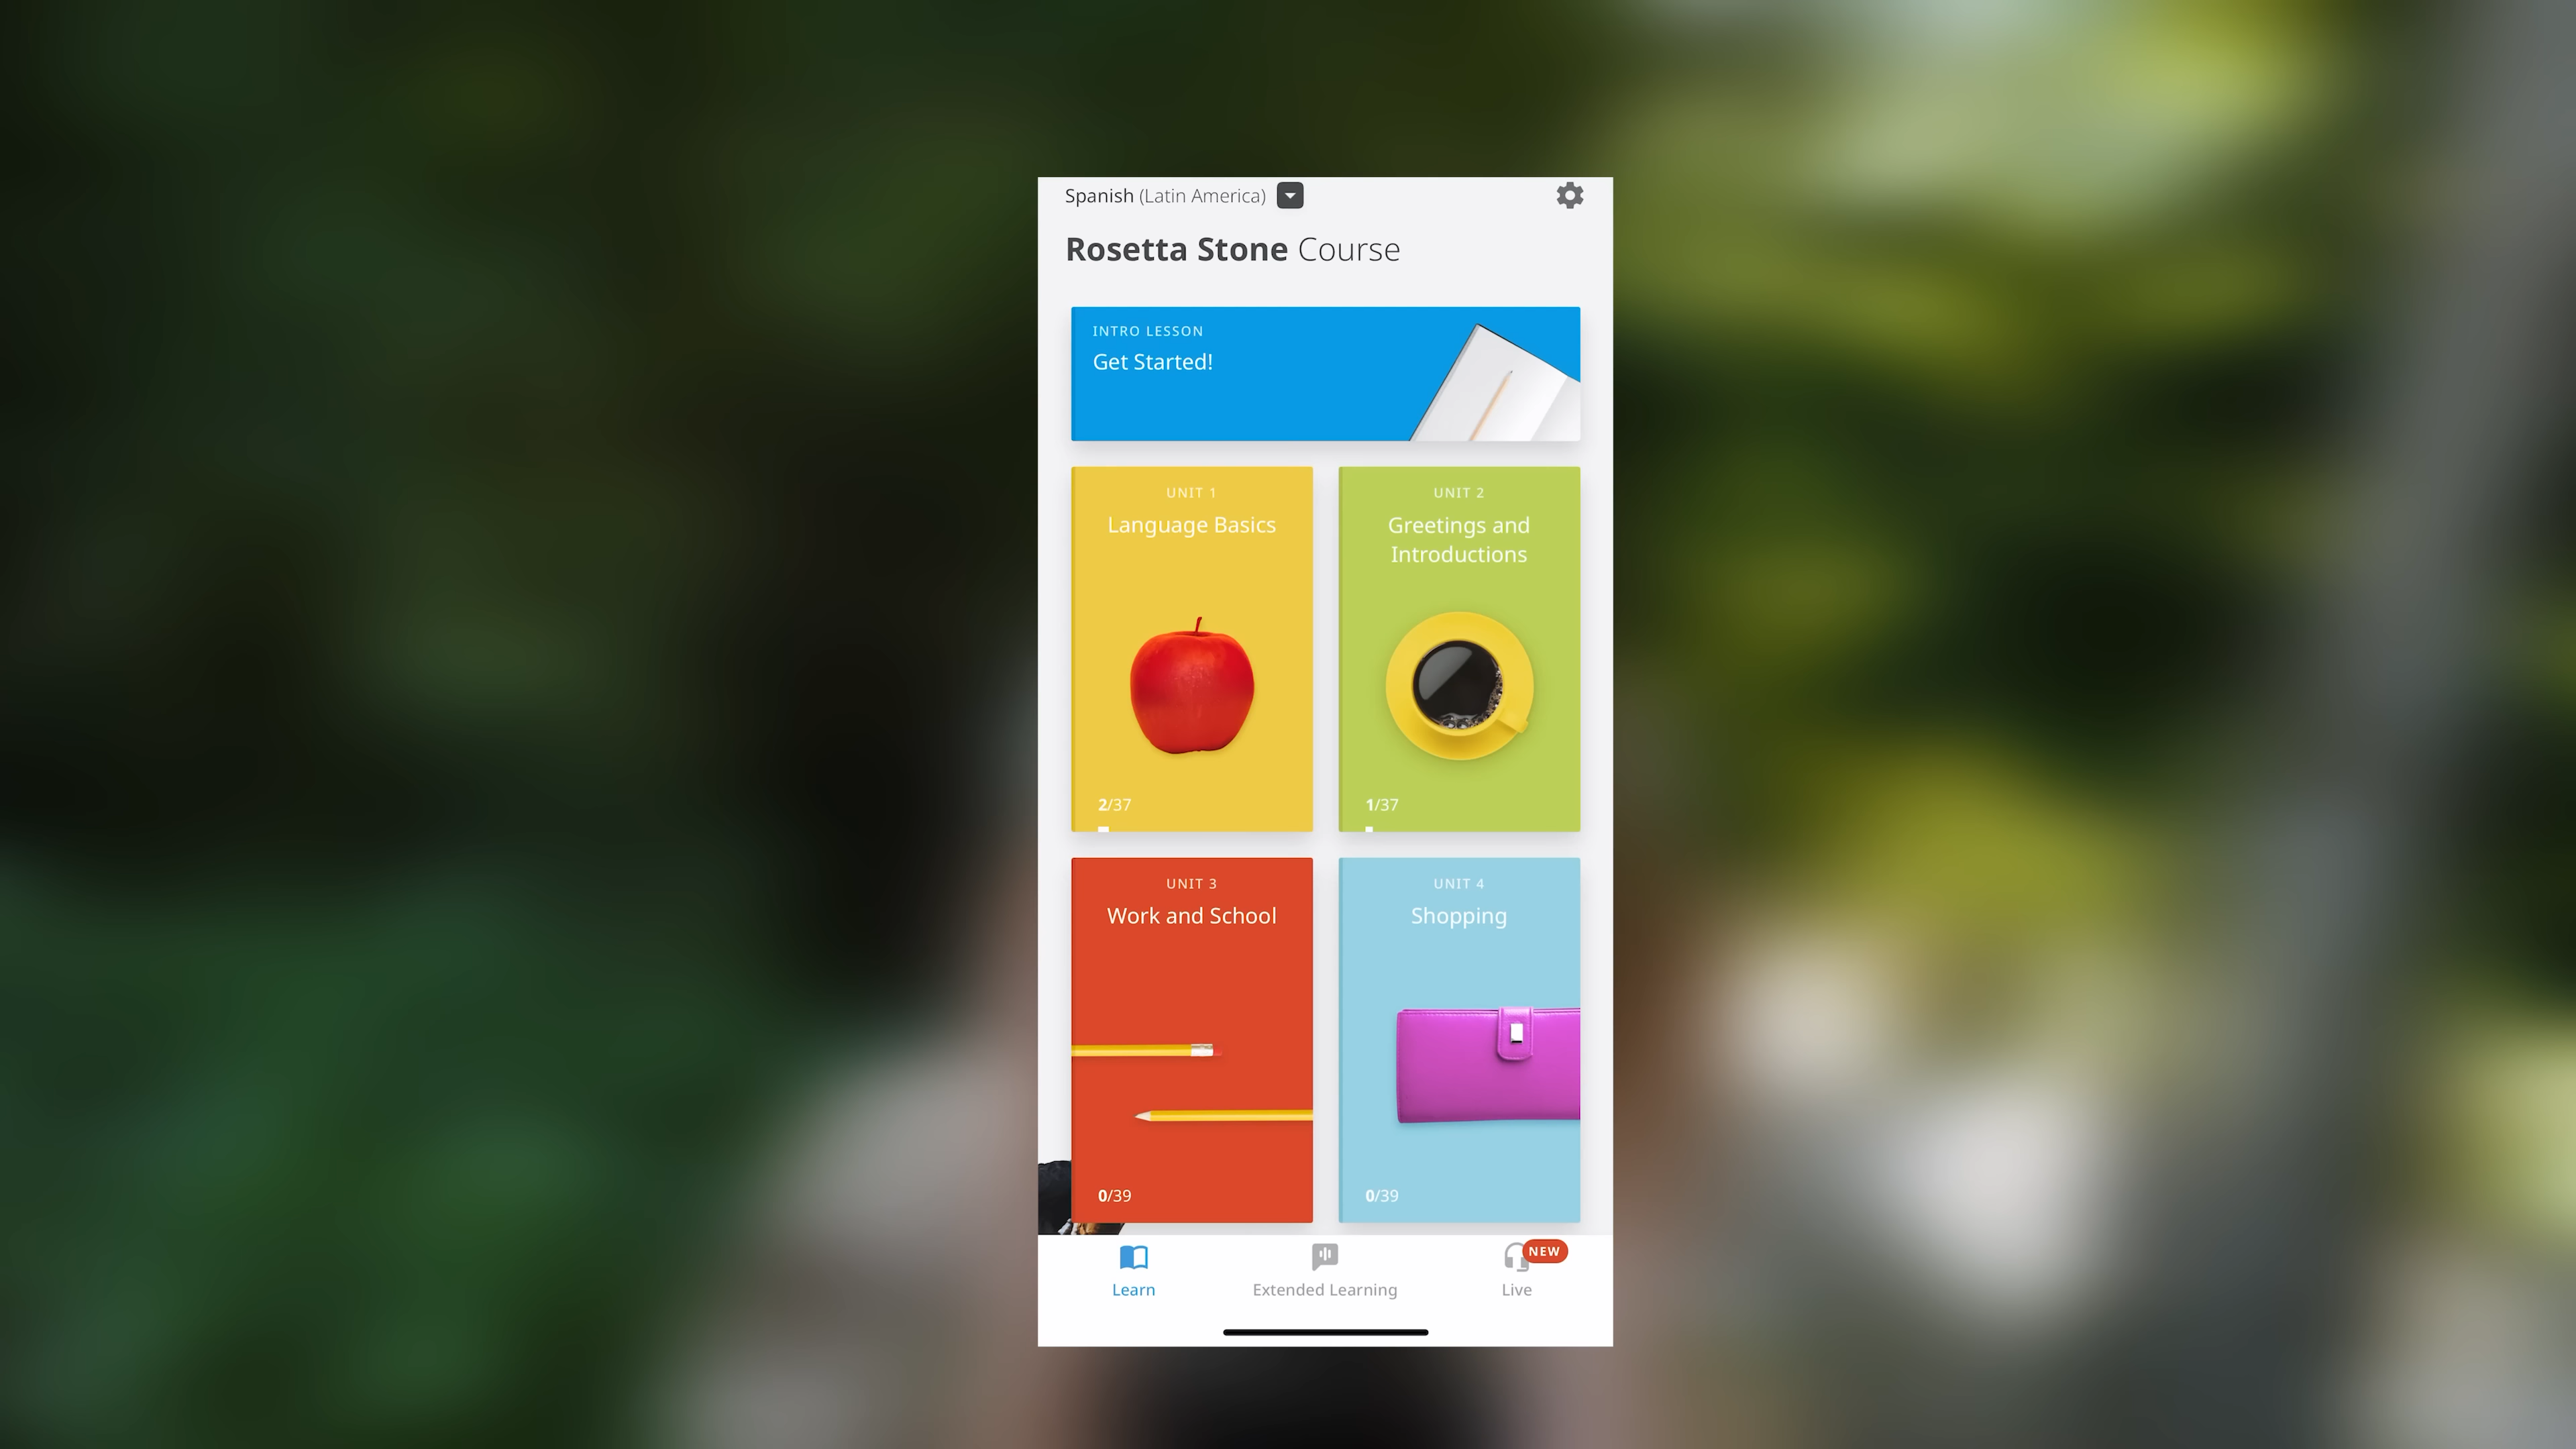 Spanish (Latin America)
Rosetta Stone Course
INTRO LESSON
Get Started!
UNIT 1
Language Basics
2/37
UNIT 2
Greetings and
Introductions
1/37
UNIT 3
Work and School
0/39
UNIT 4
Shopping
0/39
Learn
Extended Learning
NEW
Live